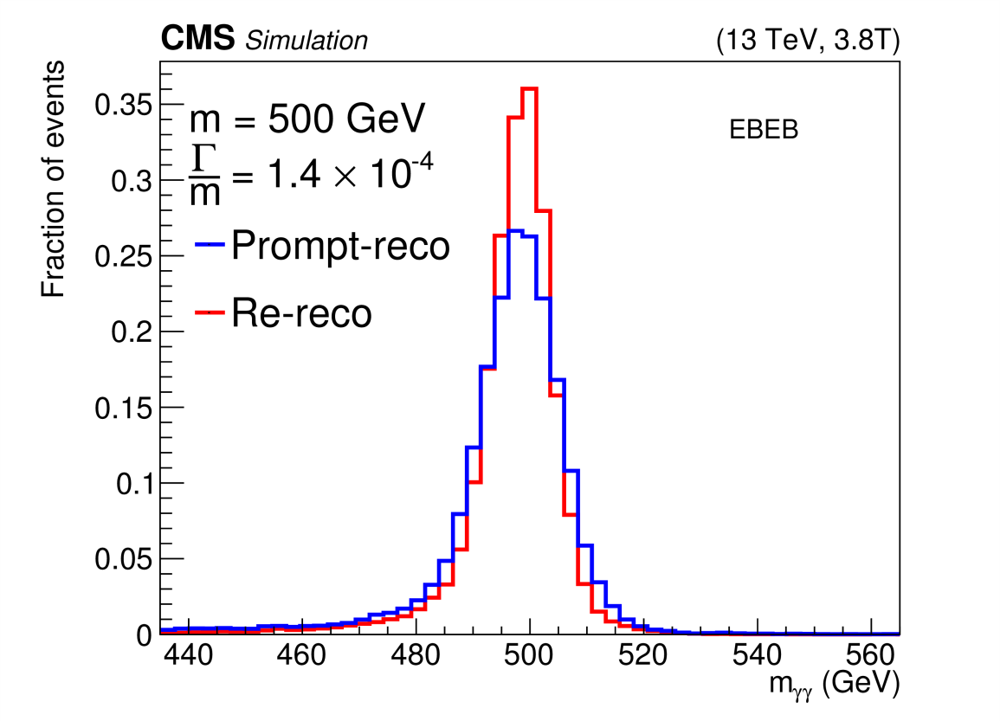 CMS Simulation (13 TeV, 3.8T)
Fraction of events
m = 500 GeV
Γ/m = 1.4 × 10⁻⁴
EBEB
Prompt-reco
Re-reco
0.35
0.3
0.25
0.2
0.15
0.1
0.05
0
440 460 480 500 520 540 560
mγγ (GeV)